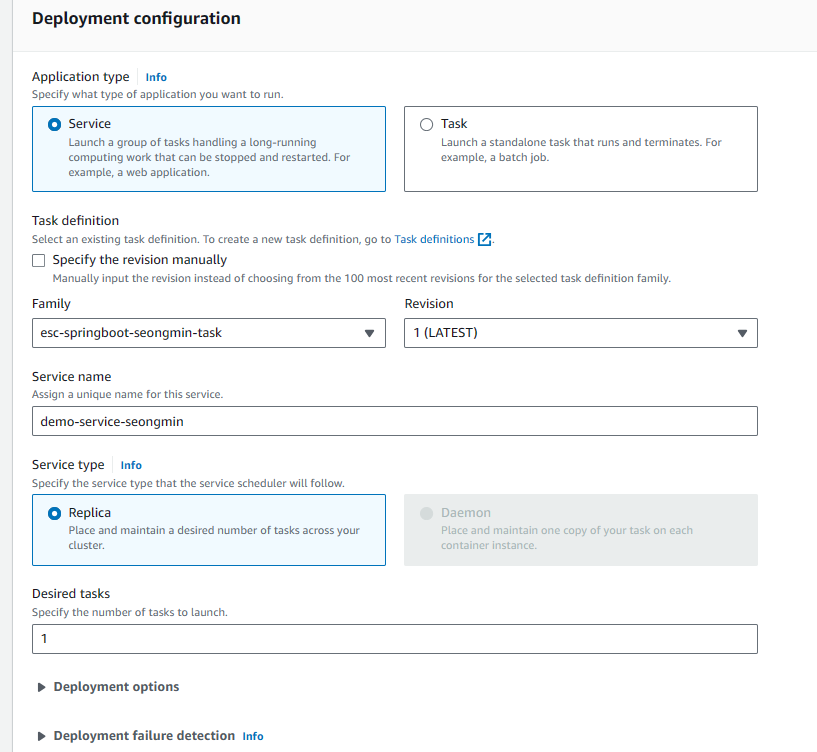 Deployment configuration
Application type Info
Specify what type of application you want to run.
Service
Launch a group of tasks handling a long-running
computing work that can be stopped and restarted. For
example, a web application.
Task
Launch a standalone task that runs and terminates. For
example, a batch job.
Task definition
Select an existing task definition. To create a new task definition, go to Task definitions .
Specify the revision manually
Manually input the revision instead of choosing from the 100 most recent revisions for the selected task definition family.
Family
esc-springboot-seongmin-task
Revision
1 (LATEST)
Service name
Assign a unique name for this service.
demo-service-seongmin
Service type Info
Specify the service type that the service scheduler will follow.
Replica
Place and maintain a desired number of tasks across your
cluster.
Daemon
Place and maintain one copy of your task on each
container instance.
Desired tasks
Specify the number of tasks to launch.
1
Deployment options
Deployment failure detection Info